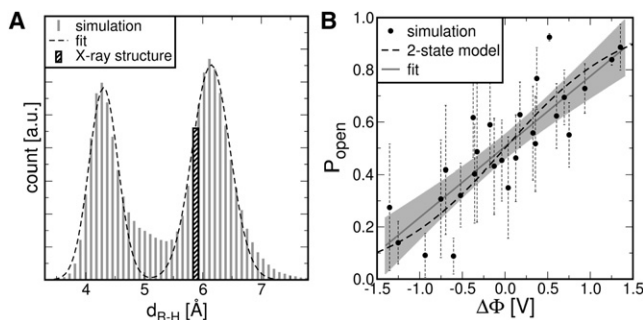 A
simulation
fit
X-ray structure
count [a.u.]
4 5 6 7
d_R-H [Å]
B
simulation
2-state model
fit
P_open
1.0
0.8
0.6
0.4
0.2
0.0
-1.5 -1.0 -0.5 0.0 0.5 1.0 1.5
ΔΦ [V]